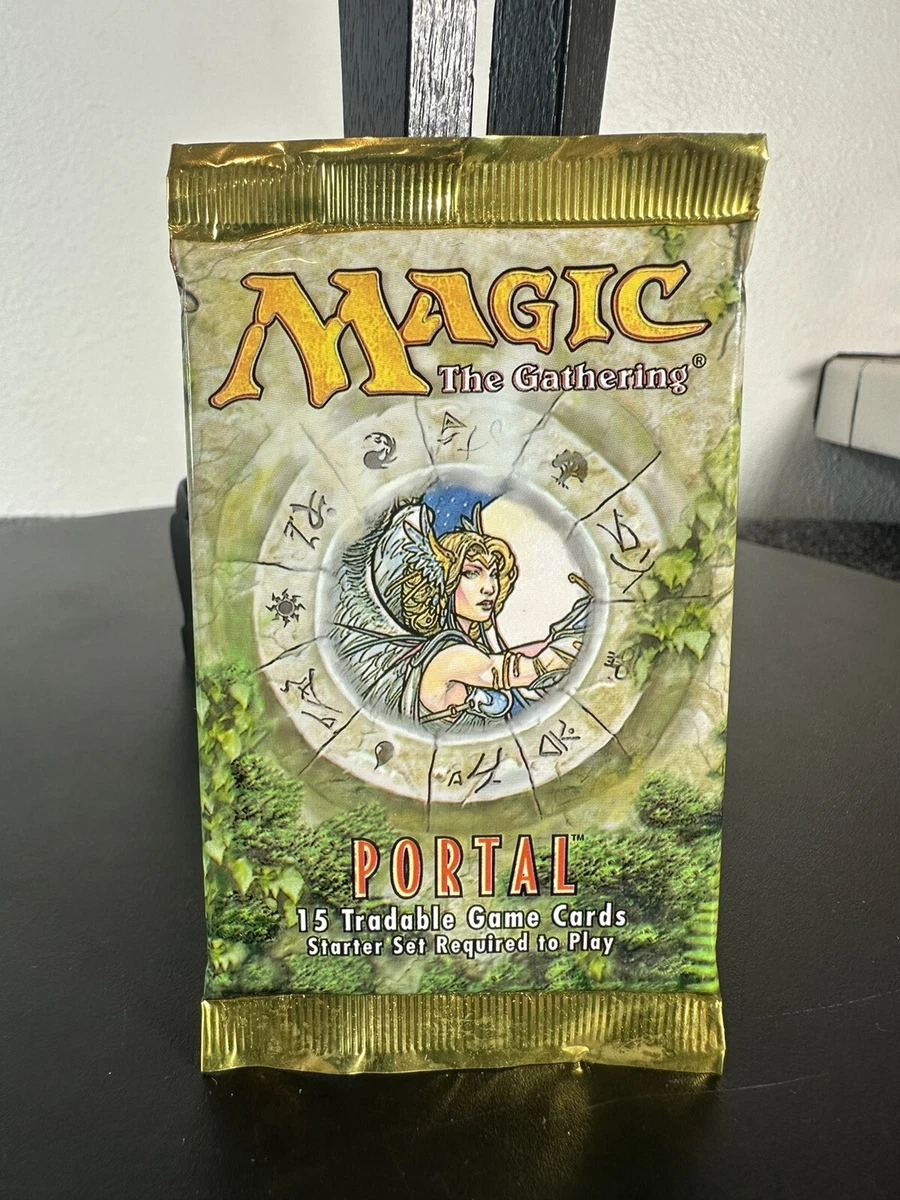 MAGIC
The Gathering®
PORTAL™
15 Tradable Game Cards
Starter Set Required to Play